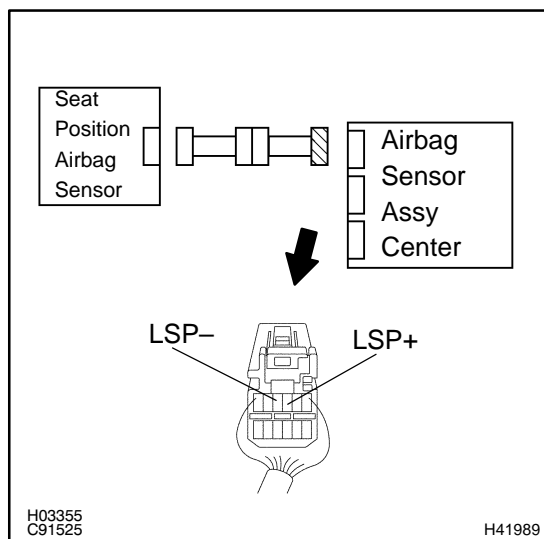 Seat
Position
Airbag
Sensor
Airbag
Sensor
Assy
Center
LSP–
LSP+
H03355
C91525
H41989